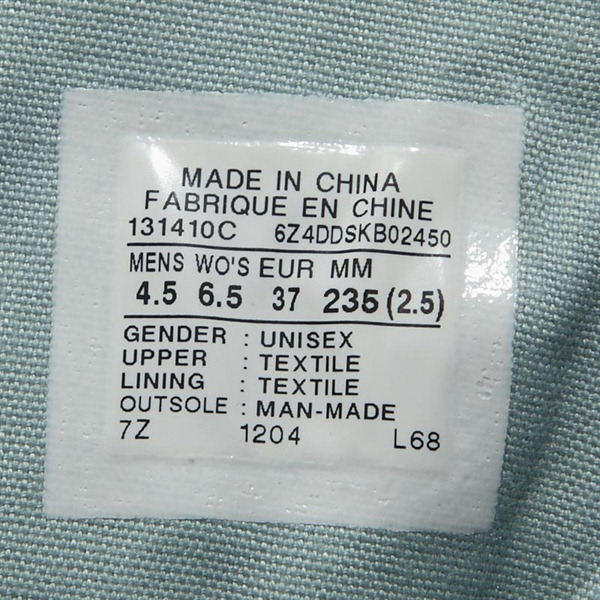 MADE IN CHINA
FABRIQUE EN CHINE
131410C 6Z4DDSKB02450
MENS WO'S EUR MM
4.5 6.5 37 235 (2.5)
GENDER : UNISEX
UPPER : TEXTILE
LINING : TEXTILE
OUTSOLE : MAN-MADE
7Z 1204 L68